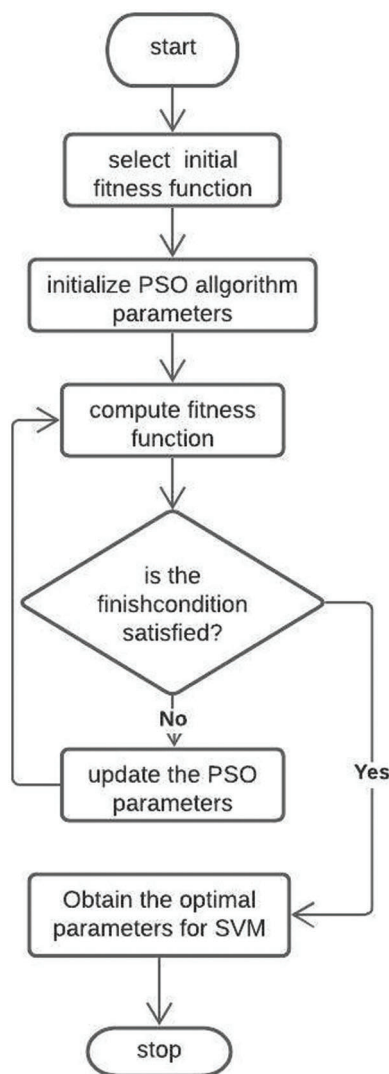 start
select initial
fitness function
initialize PSO allgorithm
parameters
compute fitness
function
is the
finishcondition
satisfied?
No
update the PSO
parameters
Yes
Obtain the optimal
parameters for SVM
stop